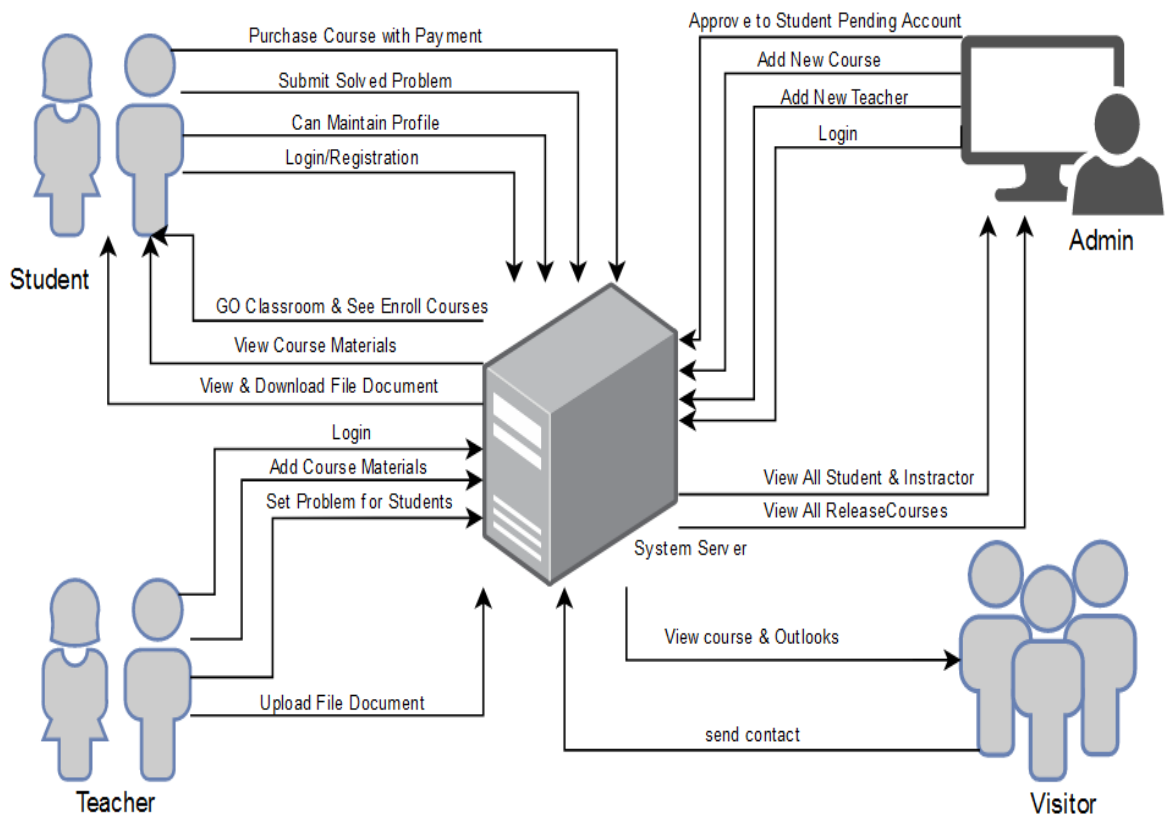 Approve to Student Pending Account
Purchase Course with Payment
Add New Course
Submit Solved Problem
Add New Teacher
Can Maintain Profile
Login
Login/Registration
Admin
Student
GO Classroom & See Enroll Courses
View Course Materials
View & Download File Document
Login
Add Course Materials
View All Student & Instractor
Set Problem for Students
View All ReleaseCourses
System Server
View course & Outlooks
Upload File Document
send contact
Teacher
Visitor